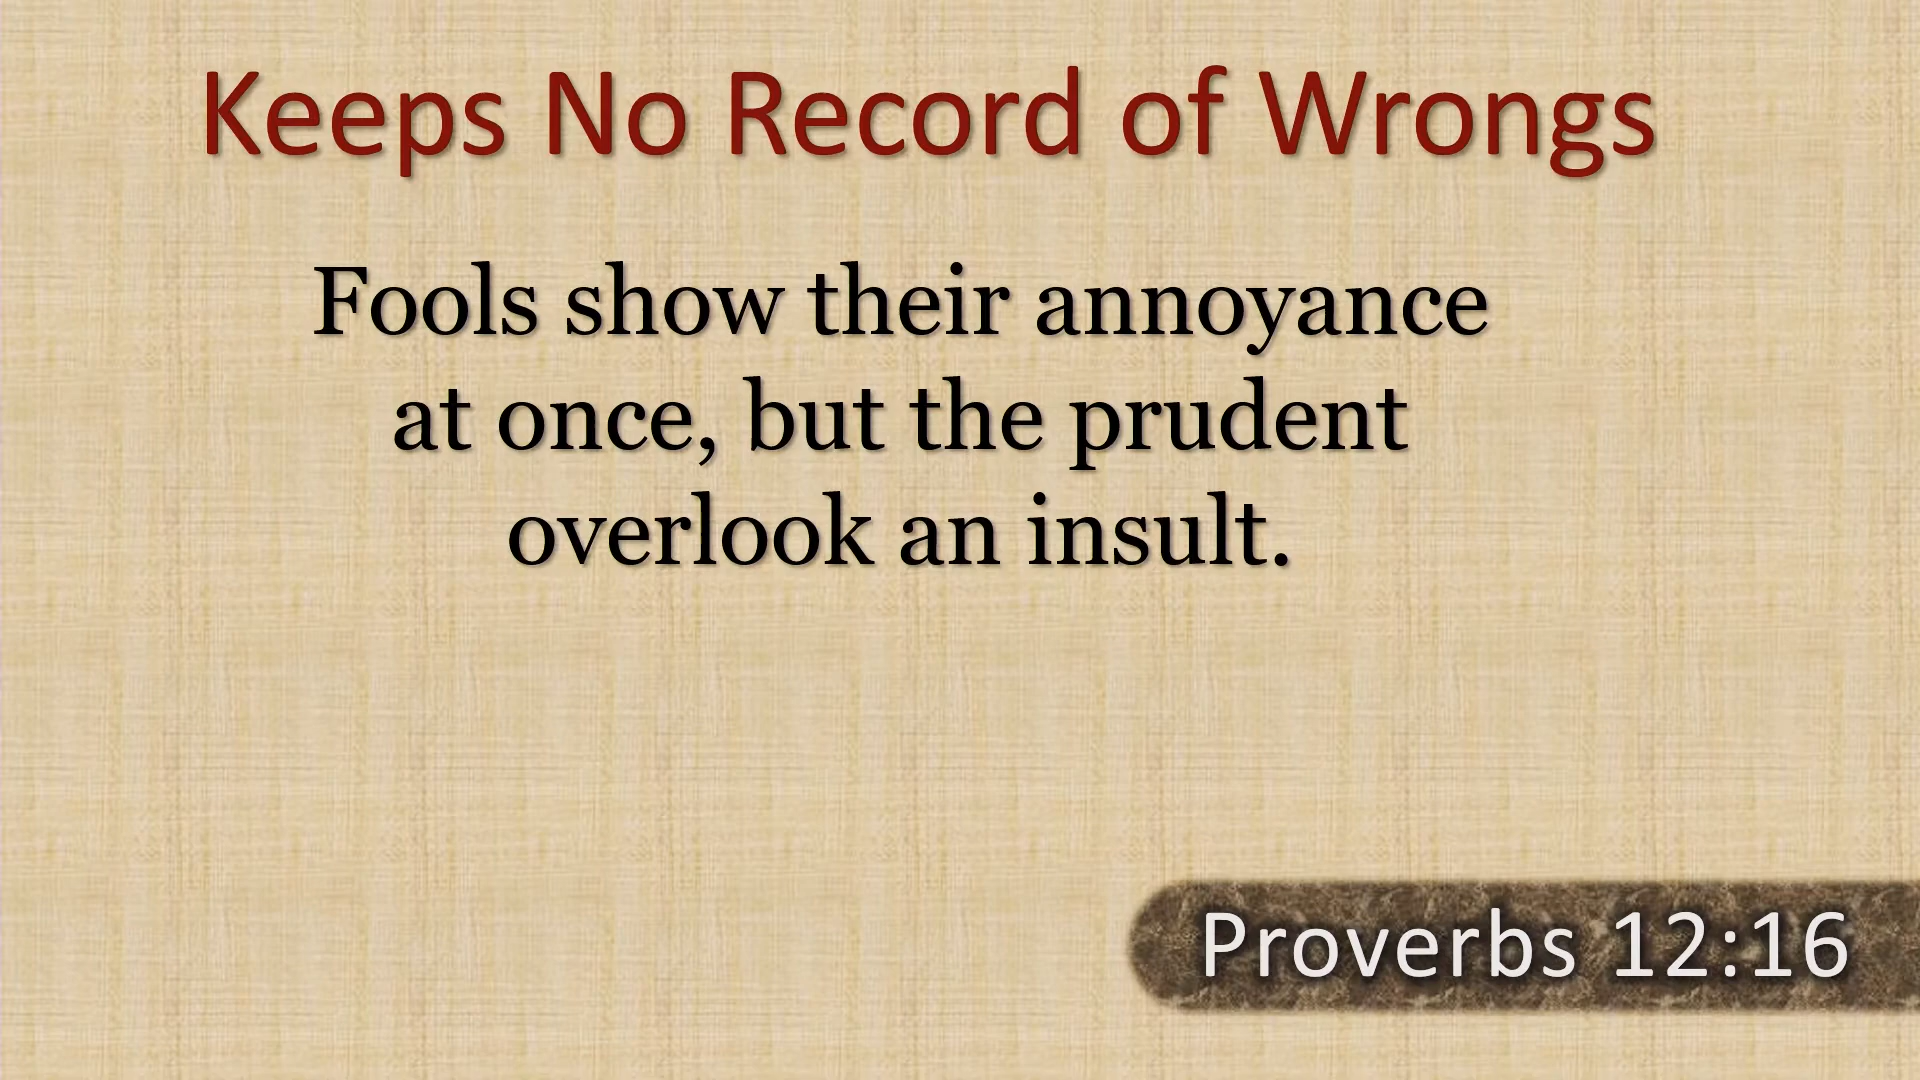 Keeps No Record of Wrongs
Fools show their annoyance
at once, but the prudent
overlook an insult.
Proverbs 12:16